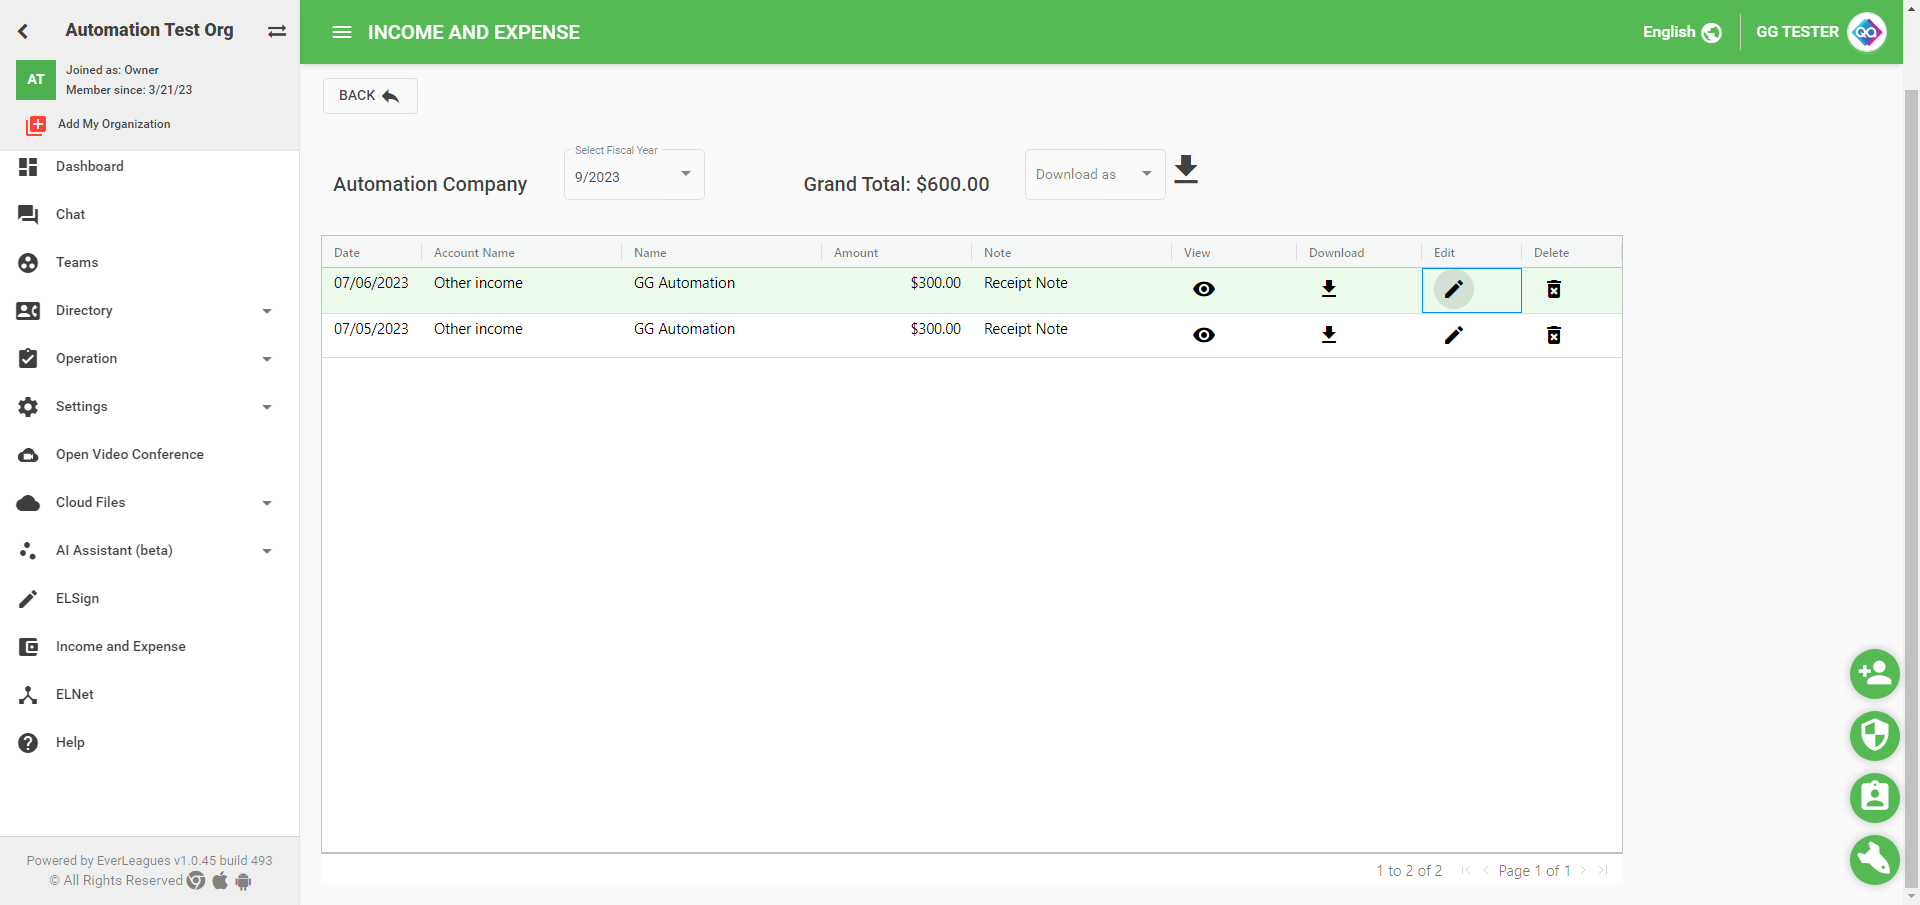 Automation Test Org
AT
Joined as: Owner
Member since: 3/21/23
Add My Organization
Dashboard
Chat
Teams
Directory
Operation
Settings
Open Video Conference
Cloud Files
AI Assistant (beta)
ELSign
Income and Expense
ELNet
Help
Powered by EverLeagues v1.0.45 build 493
© All Rights Reserved
INCOME AND EXPENSE
English
GG TESTER
BACK
Automation Company
Select Fiscal Year
9/2023
Grand Total: $600.00
Download as
Date Account Name Name Amount Note View Download Edit Delete
07/06/2023 Other income GG Automation $300.00 Receipt Note
07/05/2023 Other income GG Automation $300.00 Receipt Note
1 to 2 of 2 Page 1 of 1